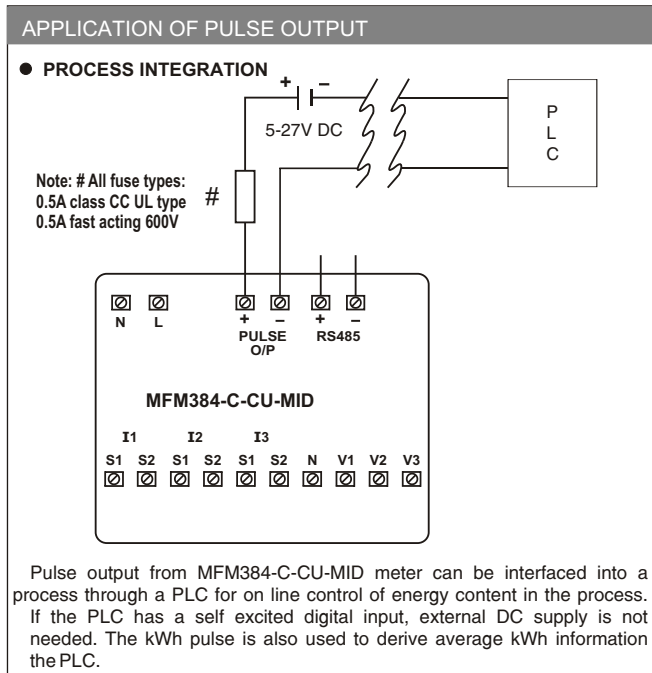 APPLICATION OF PULSE OUTPUT
● PROCESS INTEGRATION
+ –
5-27V DC
P
L
C
Note: # All fuse types:
0.5A class CC UL type
0.5A fast acting 600V
#
N L + – + –
PULSE RS485
O/P
MFM384-C-CU-MID
I1 I2 I3
S1 S2 S1 S2 S1 S2 N V1 V2 V3
Pulse output from MFM384-C-CU-MID meter can be interfaced into a
process through a PLC for on line control of energy content in the process.
If the PLC has a self excited digital input, external DC supply is not
needed. The kWh pulse is also used to derive average kWh information
the PLC.